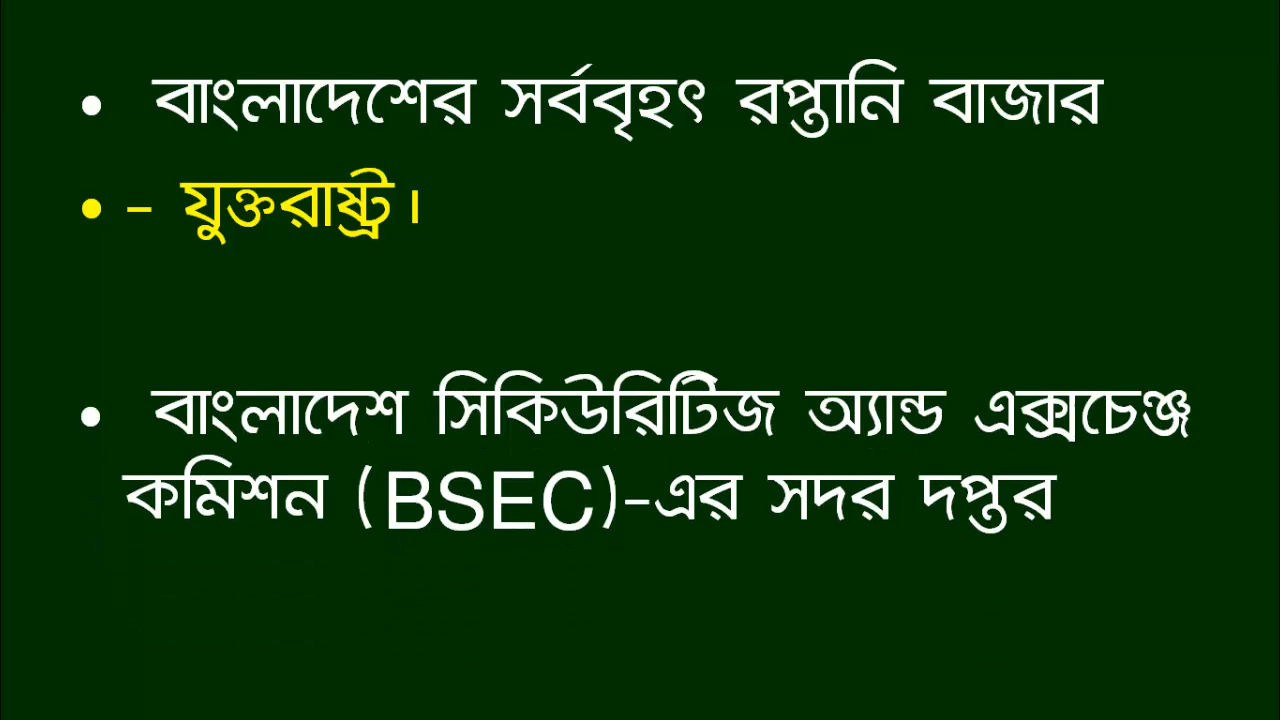 • বাংলাদেশের সর্ববৃহৎ রপ্তানি বাজার
• - যুক্তরাষ্ট্র।
• বাংলাদেশ সিকিউরিটিজ অ্যান্ড এক্সচেঞ্জ
কমিশন (BSEC)-এর সদর দপ্তর